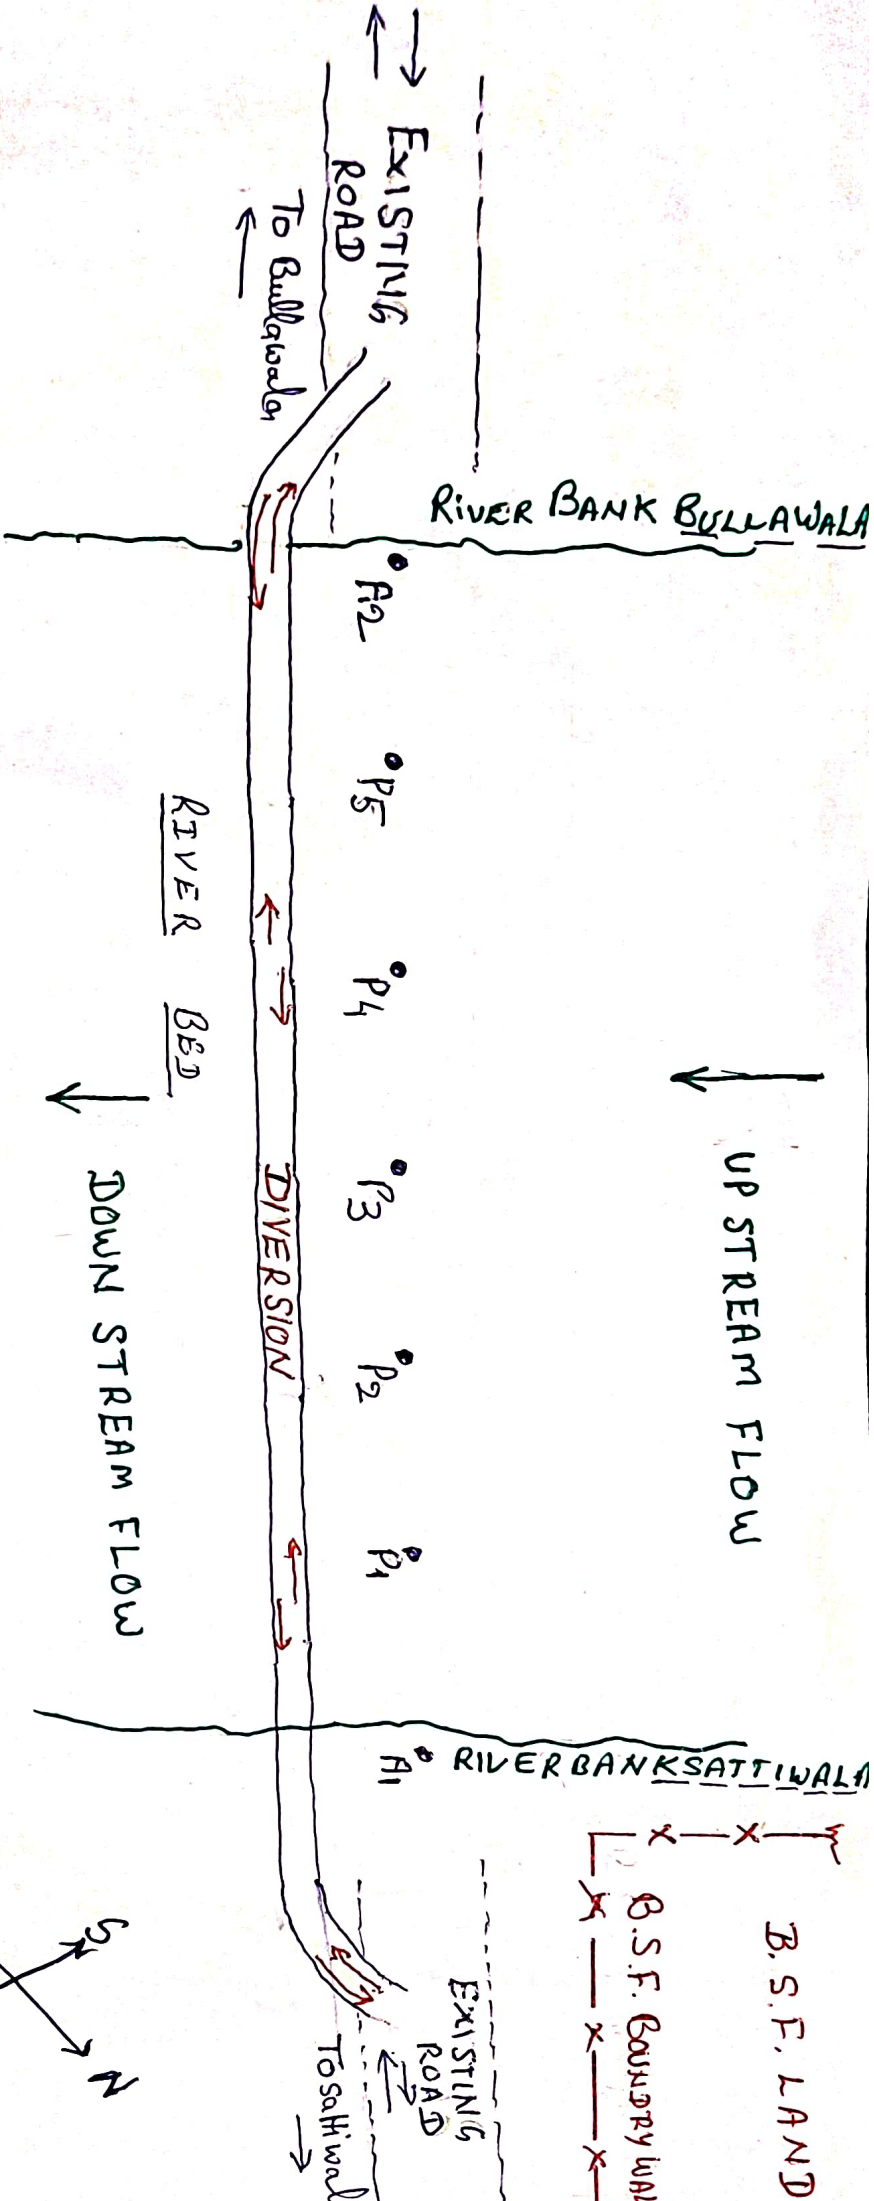 EXISTING
ROAD
To Bullawala
RIVER BANK BULLAWALA
A2
P5
P4
P3
P2
P1
A1
RIVER BED
DIVERSION
UP STREAM FLOW
DOWN STREAM FLOW
RIVER BANK SATTIWALA
B.S.F. LAND
B.S.F. BOUNDRY WAL
EXISTING
ROAD
To Sattiwal
S
N